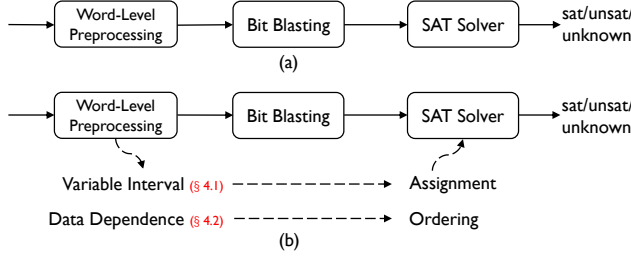 Word-Level
Preprocessing
Bit Blasting
SAT Solver
sat/unsat/
unknown
(a)
Word-Level
Preprocessing
Bit Blasting
SAT Solver
sat/unsat/
unknown
Variable Interval (§ 4.1)
Assignment
Data Dependence (§ 4.2)
Ordering
(b)